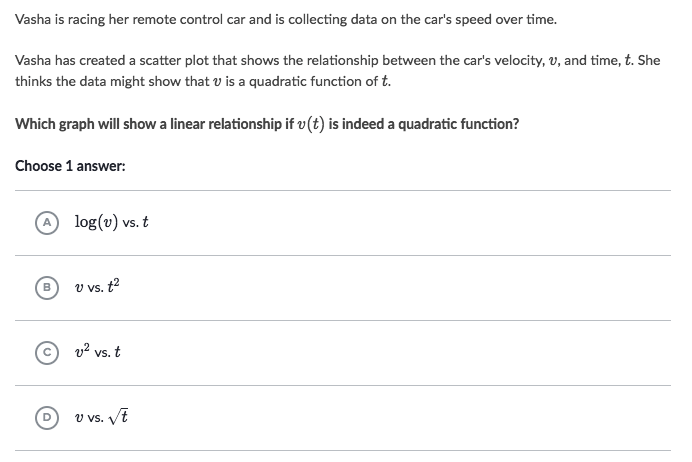 Vasha is racing her remote control car and is collecting data on the car's speed over time.
Vasha has created a scatter plot that shows the relationship between the car's velocity, v, and time, t. She
thinks the data might show that v is a quadratic function of t.
Which graph will show a linear relationship if v(t) is indeed a quadratic function?
Choose 1 answer:
A log(v) vs. t
B v vs. t²
C v² vs. t
D v vs. √t